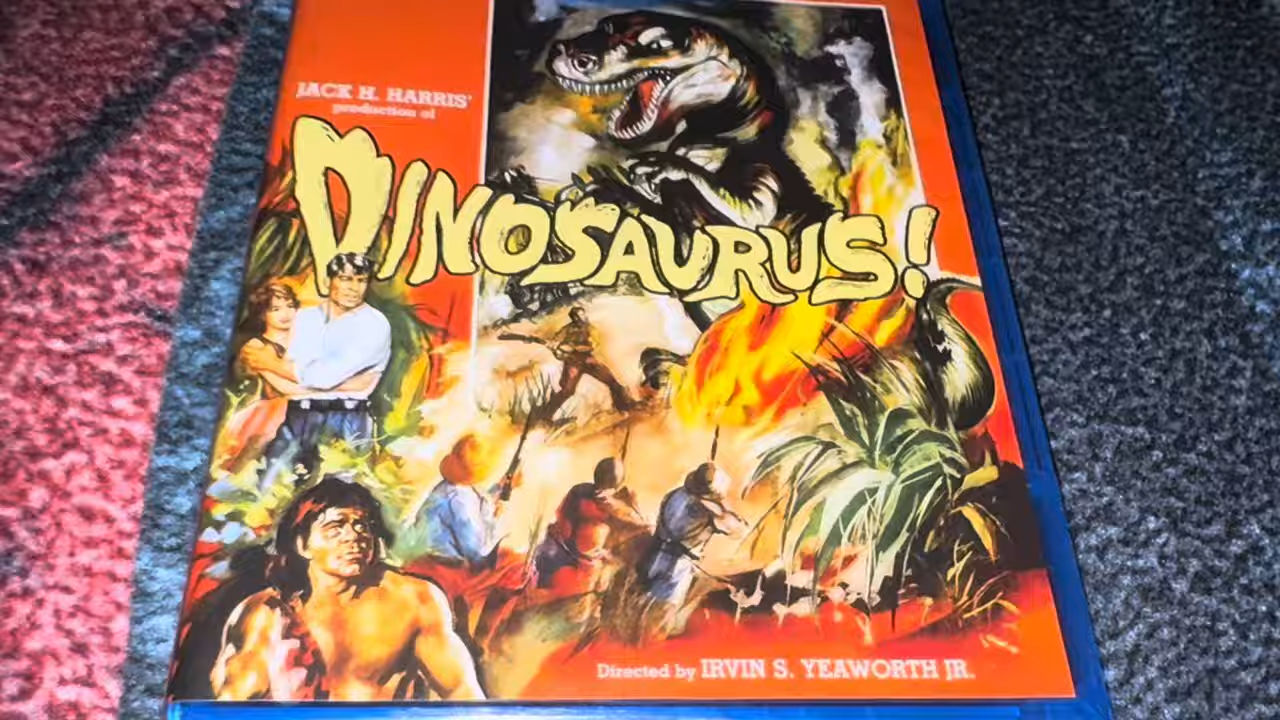 JACK H. HARRIS'
production of
DINOSAURUS!
Directed by IRVIN S. YEAWORTH JR.